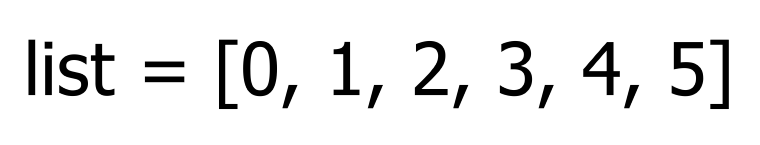 list = [0, 1, 2, 3, 4, 5]